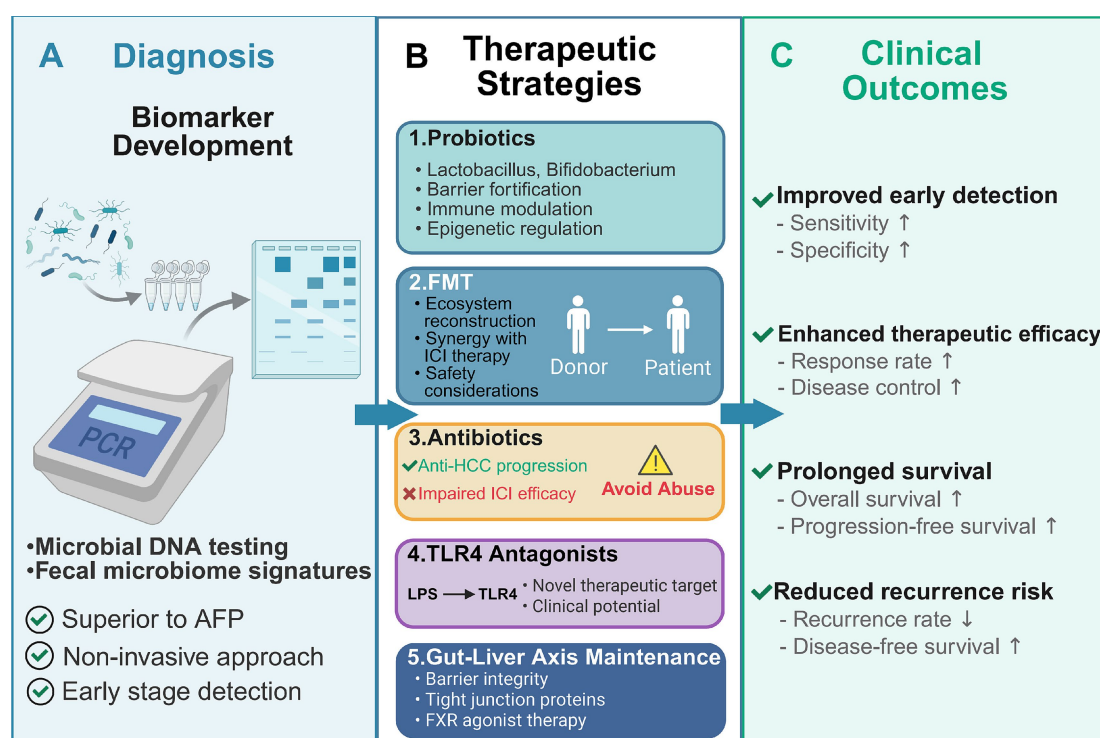 A Diagnosis
Biomarker
Development
PCR
•Microbial DNA testing
•Fecal microbiome signatures
Superior to AFP
Non-invasive approach
Early stage detection
B Therapeutic
Strategies
1.Probiotics
• Lactobacillus, Bifidobacterium
• Barrier fortification
• Immune modulation
• Epigenetic regulation
2.FMT
• Ecosystem
reconstruction
• Synergy with
ICI therapy
• Safety
considerations
Donor
Patient
3.Antibiotics
✓Anti-HCC progression
✗Impaired ICI efficacy
Avoid Abuse
4.TLR4 Antagonists
LPS → TLR4
• Novel therapeutic target
• Clinical potential
5.Gut-Liver Axis Maintenance
• Barrier integrity
• Tight junction proteins
• FXR agonist therapy
C Clinical
Outcomes
Improved early detection
- Sensitivity ↑
- Specificity ↑
Enhanced therapeutic efficacy
- Response rate ↑
- Disease control ↑
Prolonged survival
- Overall survival ↑
- Progression-free survival ↑
Reduced recurrence risk
- Recurrence rate ↓
- Disease-free survival ↑